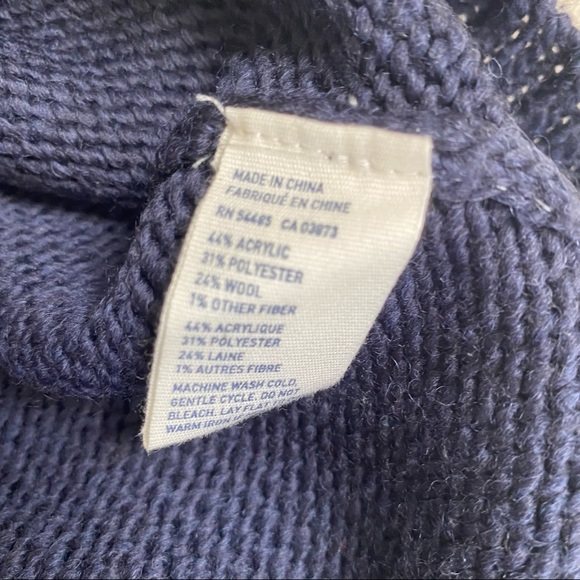 MADE IN CHINA
FABRIQUÉ EN CHINE
RN 54485 CA 03873
44% ACRYLIC
31% POLYESTER
24% WOOL
1% OTHER FIBER
44% ACRYLIQUE
31% POLYESTER
24% LAINE
1% AUTRES FIBRE
MACHINE WASH COLD,
GENTLE CYCLE. DO NOT
BLEACH. LAY FLAT
WARM IRON